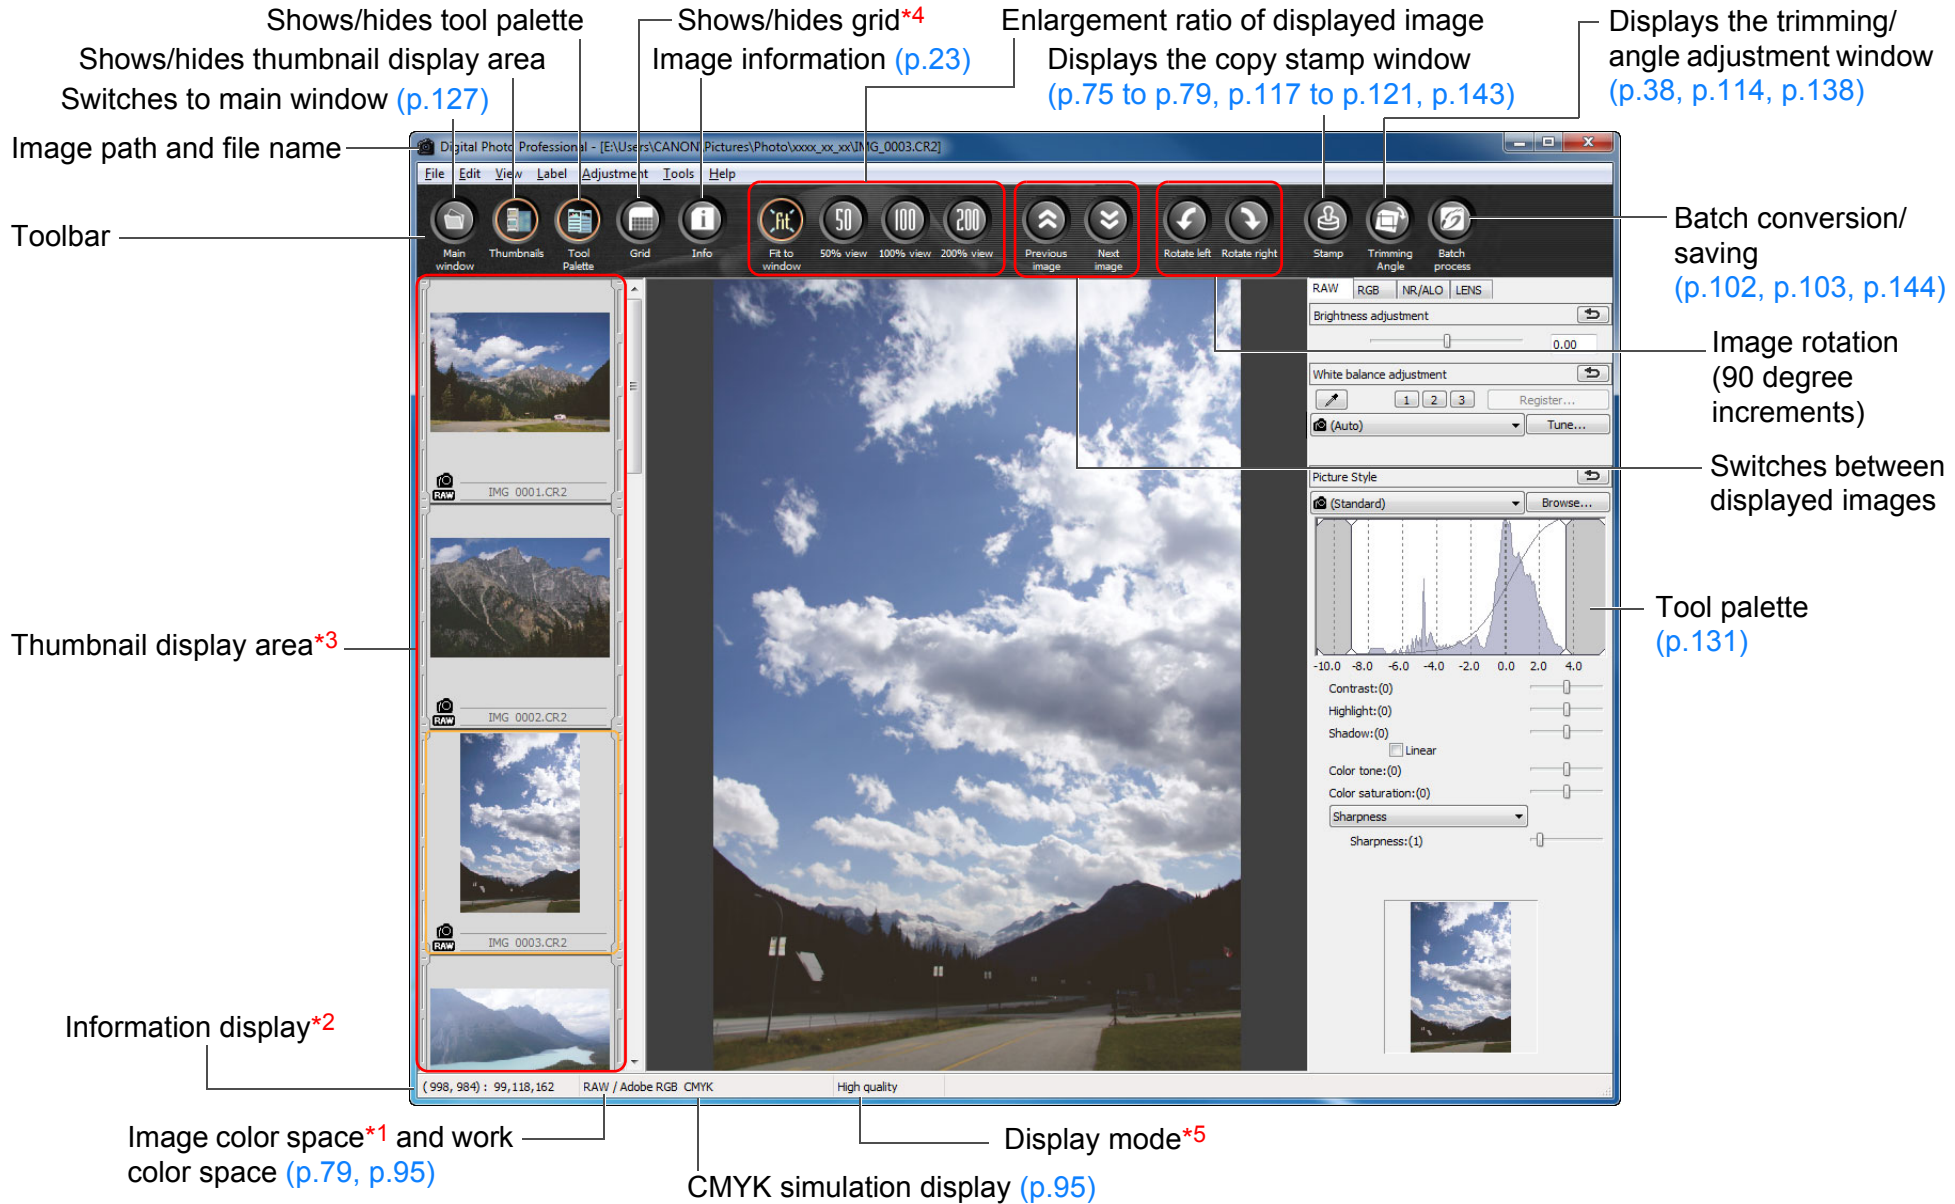 Shows/hides tool palette
Shows/hides grid*4
Enlargement ratio of displayed image
Displays the trimming/
angle adjustment window
(p.38, p.114, p.138)
Shows/hides thumbnail display area
Image information (p.23)
Displays the copy stamp window
(p.75 to p.79, p.117 to p.121, p.143)
Switches to main window (p.127)
Image path and file name
Digital Photo Professional - [E:\Users\CANON\Pictures\Photo\xxxx_xx_xx\IMG_0003.CR2]
File Edit View Label Adjustment Tools Help
Toolbar
fit 50 100 200
Main window
Thumbnails
Tool Palette
Grid
Info
Fit to window
50% view
100% view
200% view
Previous image
Next image
Rotate left
Rotate right
Stamp
Trimming Angle
Batch process
Batch conversion/
saving
(p.102, p.103, p.144)
Image rotation
(90 degree
increments)
Switches between
displayed images
Tool palette
(p.131)
RAW RGB NR/ALO LENS
Brightness adjustment
0.00
White balance adjustment
1 2 3 Register...
(Auto) Tune...
Picture Style
(Standard) Browse...
-10.0 -8.0 -6.0 -4.0 -2.0 0.0 2.0 4.0
Contrast:(0)
Highlight:(0)
Shadow:(0)
Linear
Color tone:(0)
Color saturation:(0)
Sharpness
Sharpness:(1)
RAW IMG_0001.CR2
RAW IMG_0002.CR2
RAW IMG_0003.CR2
Thumbnail display area*3
Information display*2
(998, 984) : 99,118,162 RAW / Adobe RGB CMYK High quality
Image color space*1 and work
color space (p.79, p.95)
Display mode*5
CMYK simulation display (p.95)